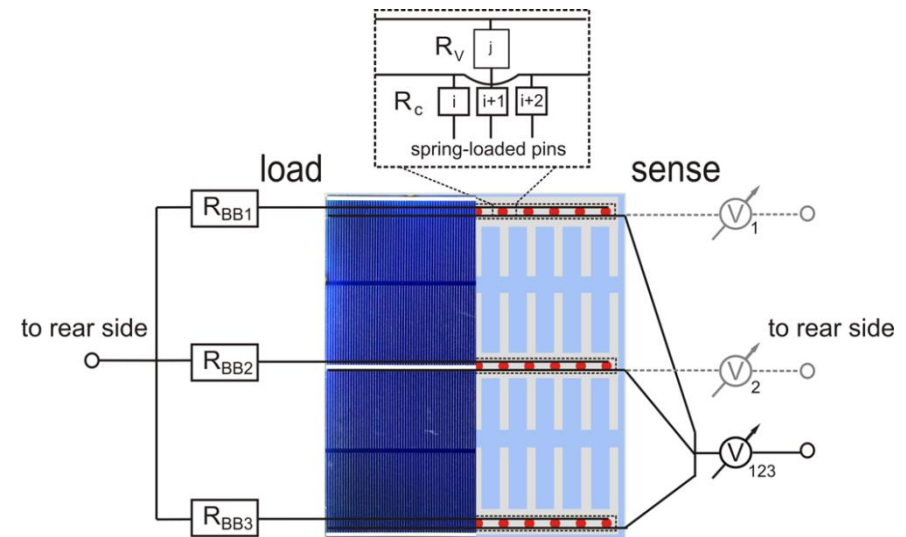 R_V
j
R_c
i
i+1
i+2
spring-loaded pins
load
sense
R_BB1
V_1
to rear side
to rear side
R_BB2
V_2
V_123
R_BB3